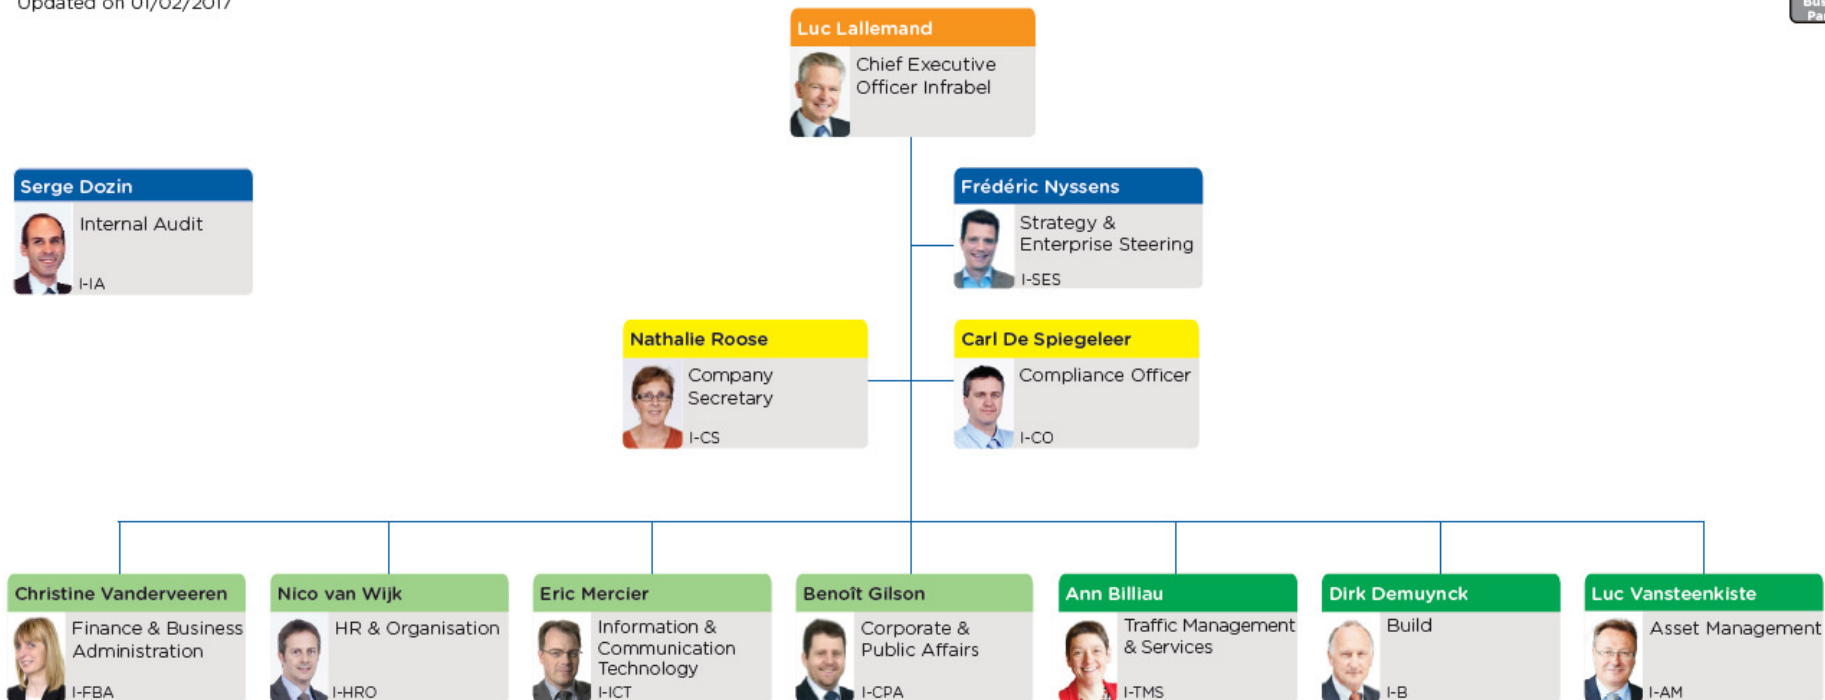 Updated on 01/02/2017
Luc Lallemand
Chief Executive
Officer Infrabel
Serge Dozin
Internal Audit
I-IA
Frédéric Nyssens
Strategy &
Enterprise Steering
I-SES
Nathalie Roose
Company
Secretary
I-CS
Carl De Spiegeleer
Compliance Officer
I-CO
Christine Vanderveeren
Finance & Business
Administration
I-FBA
Nico van Wijk
HR & Organisation
I-HRO
Eric Mercier
Information &
Communication
Technology
I-ICT
Benoît Gilson
Corporate &
Public Affairs
I-CPA
Ann Billiau
Traffic Management
& Services
I-TMS
Dirk Demuynck
Build
I-B
Luc Vansteenkiste
Asset Management
I-AM